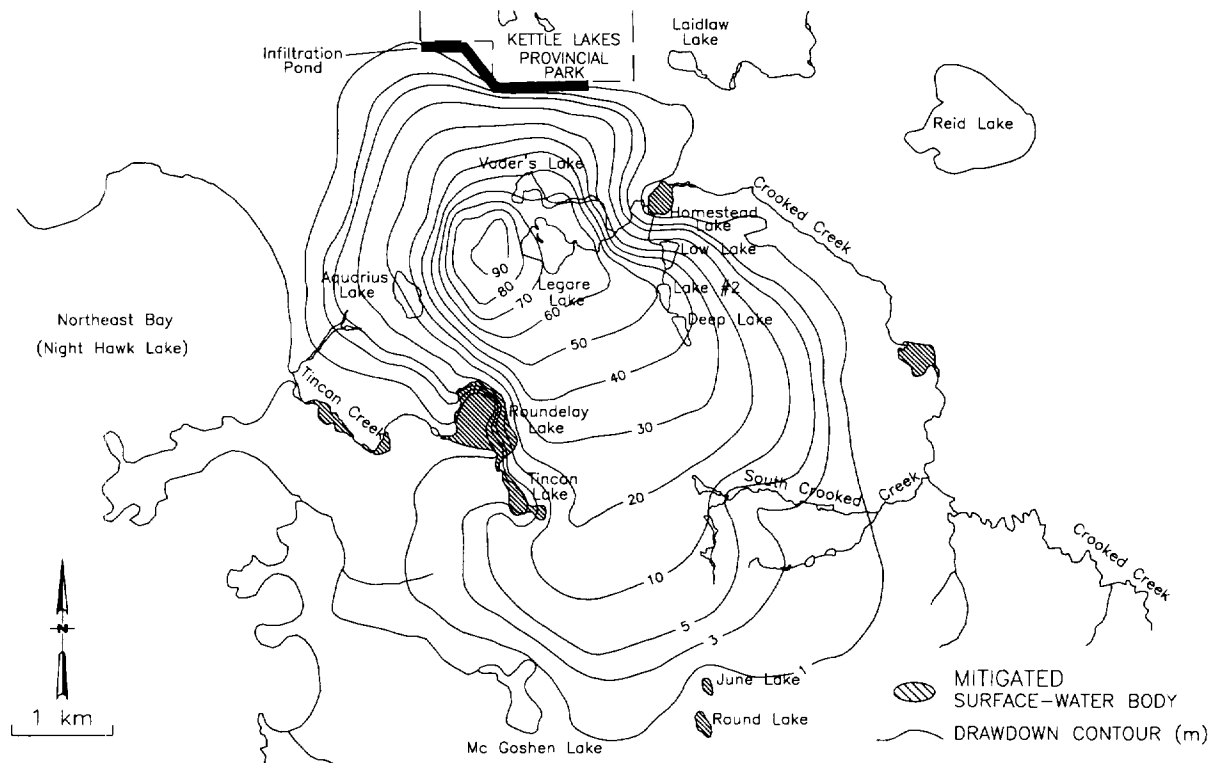 Infiltration
Pond
KETTLE LAKES
PROVINCIAL
PARK
Laidlaw
Lake
Reid Lake
Vader's Lake
Homestead
Lake
Crooked Creek
Low Lake
Lake #2
Deep Lake
Legare
Lake
Aquarius
Lake
90
80
70
60
50
40
30
20
10
5
3
1
Northeast Bay
(Night Hawk Lake)
Tincan Creek
Roundelay
Lake
Tincan
Lake
South Crooked Creek
Crooked Creek
N
1 km
June Lake
Round Lake
Mc Goshen Lake
MITIGATED
SURFACE-WATER BODY
DRAWDOWN CONTOUR (m)